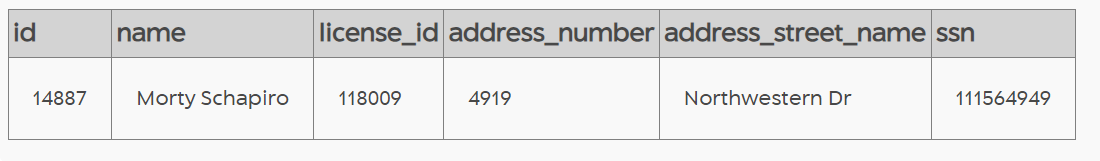 id name license_id address_number address_street_name ssn
14887 Morty Schapiro 118009 4919 Northwestern Dr 111564949